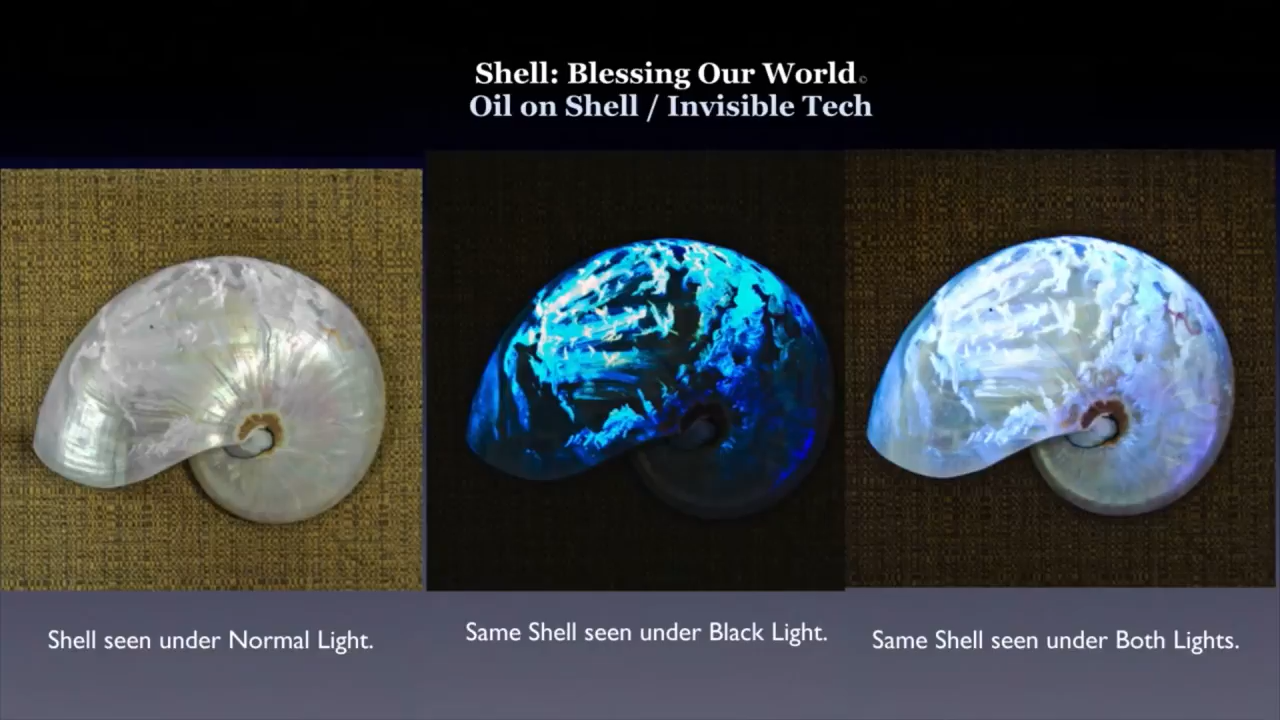 Shell: Blessing Our World©
Oil on Shell / Invisible Tech
Shell seen under Normal Light.
Same Shell seen under Black Light.
Same Shell seen under Both Lights.